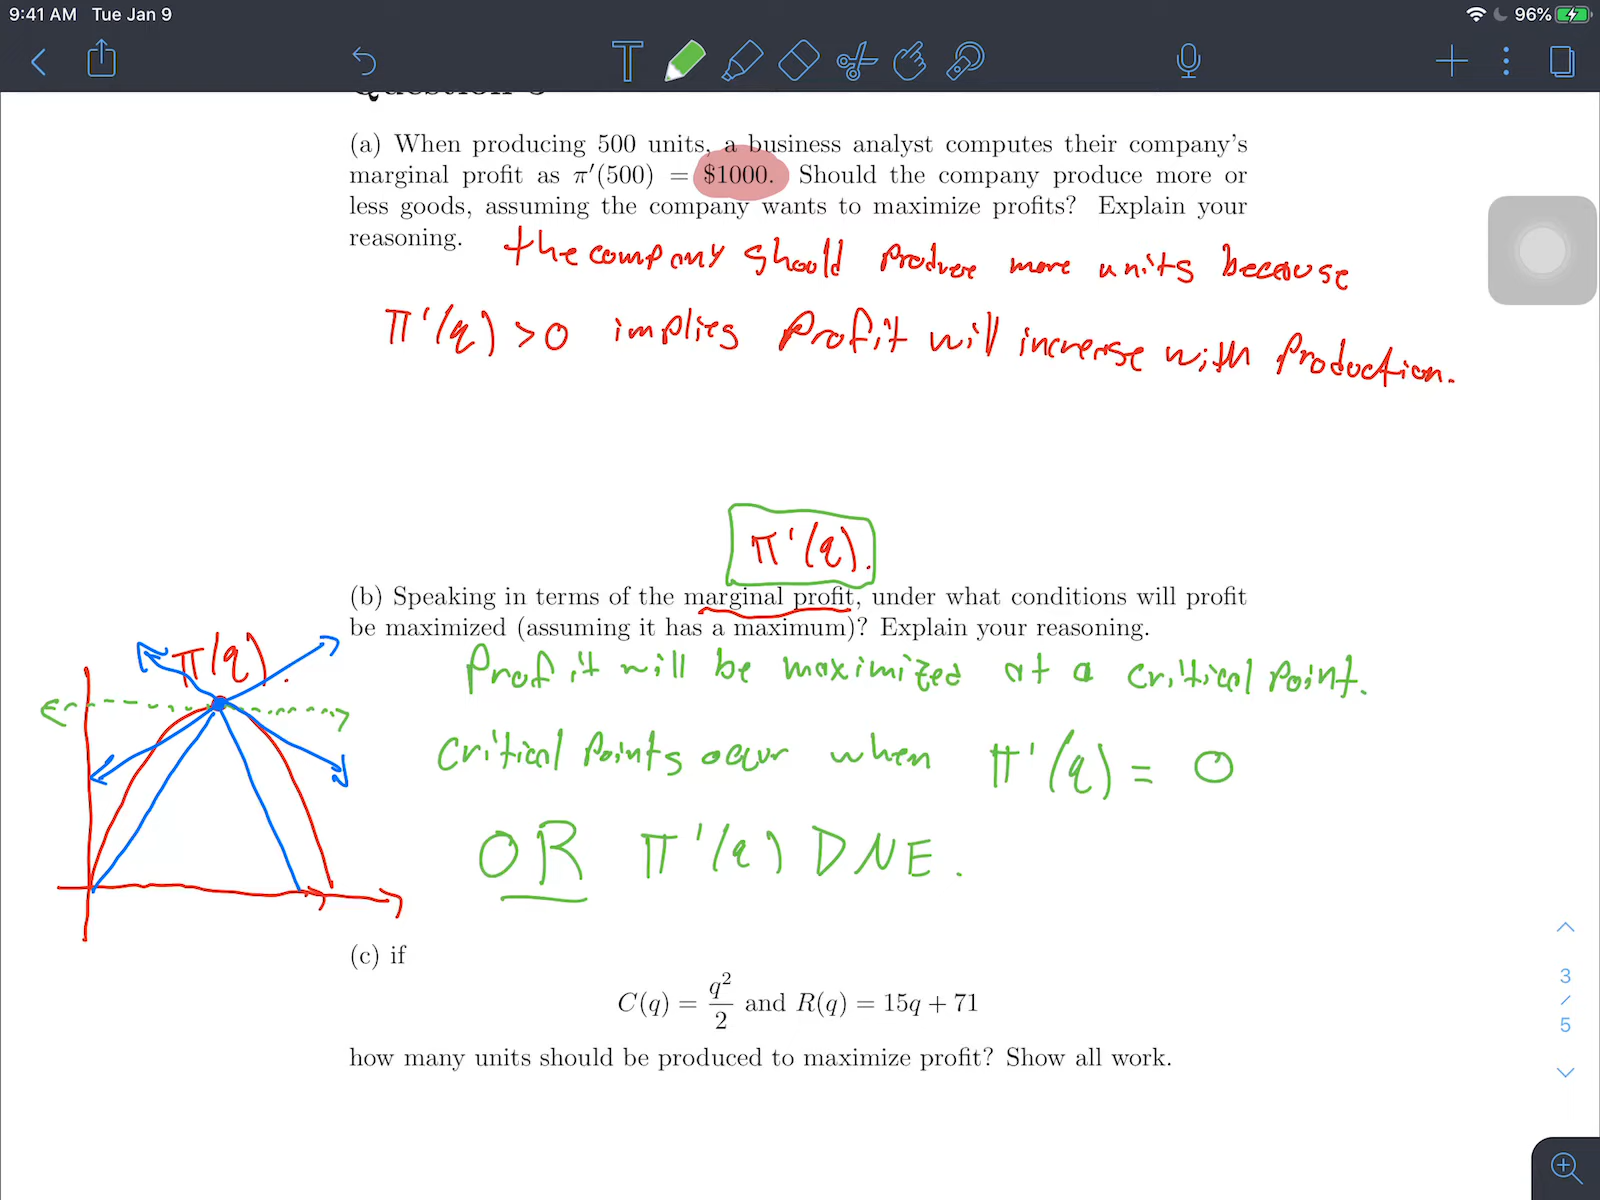 9:41 AM Tue Jan 9
96%
(a) When producing 500 units, a business analyst computes their company's
marginal profit as π′(500) = $1000. Should the company produce more or
less goods, assuming the company wants to maximize profits? Explain your
reasoning.
the company should produce more units because
π'(q) > 0 implies profit will increase with production.
π'(q).
(b) Speaking in terms of the marginal profit, under what conditions will profit
be maximized (assuming it has a maximum)? Explain your reasoning.
π(q).
Profit will be maximized at a critical point.
critical points occur when π'(q) = 0
OR π'(q) DNE.
(c) if
C(q) = q²/2 and R(q) = 15q + 71
how many units should be produced to maximize profit? Show all work.
3
/
5